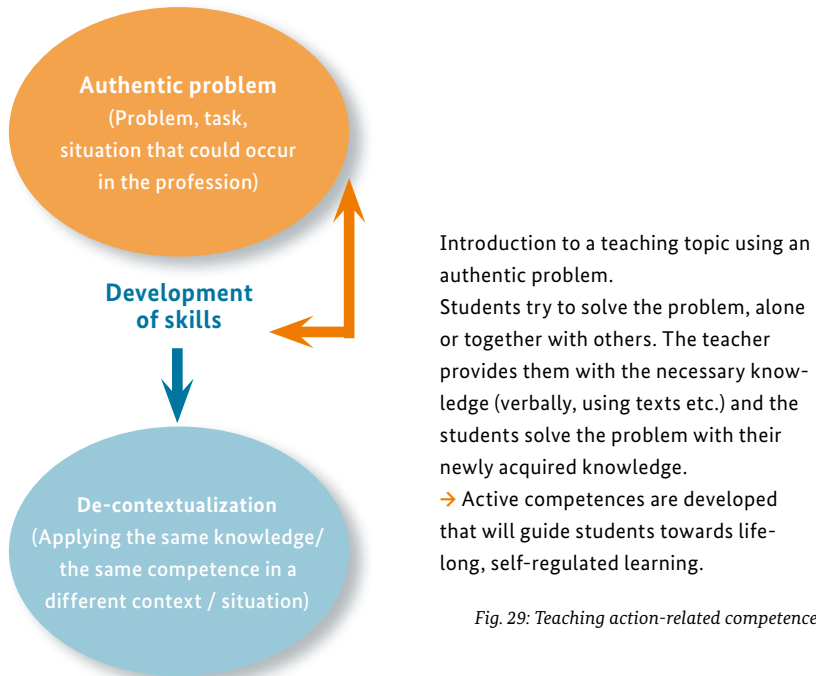 Authentic problem
(Problem, task,
situation that could occur
in the profession)
Development
of skills
De-contextualization
(Applying the same knowledge/
the same competence in a
different context / situation)
Introduction to a teaching topic using an
authentic problem.
Students try to solve the problem, alone
or together with others. The teacher
provides them with the necessary know-
ledge (verbally, using texts etc.) and the
students solve the problem with their
newly acquired knowledge.
→ Active competences are developed
that will guide students towards life-
long, self-regulated learning.
Fig. 29: Teaching action-related competence